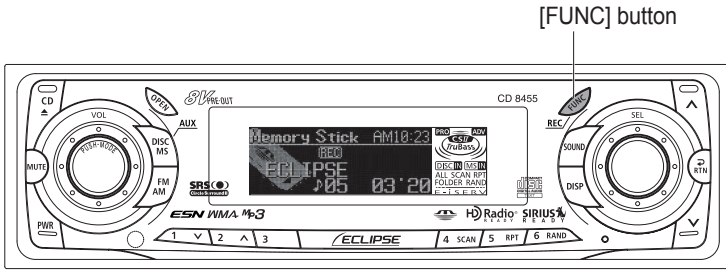 [FUNC] button
CD
OPEN
8V PRE-OUT
CD 8455
FUNC
VOL
AUX
REC
SEL
PUSH-MODE
DISC
MS
SOUND
MUTE
RTN
FM
AM
DISP
PWR
Memory Stick AM10:23
REC
ECLIPSE
♪05 03'20
PRO ADV
CSII
TruBass
DISC IN MS IN
ALL SCAN RPT
FOLDER RAND
E-iSERV
SRS
Circle Surround II
ESN WMA MP3
HD Radio READY
SIRIUS READY
1 2 3
ECLIPSE
4 SCAN 5 RPT 6 RAND